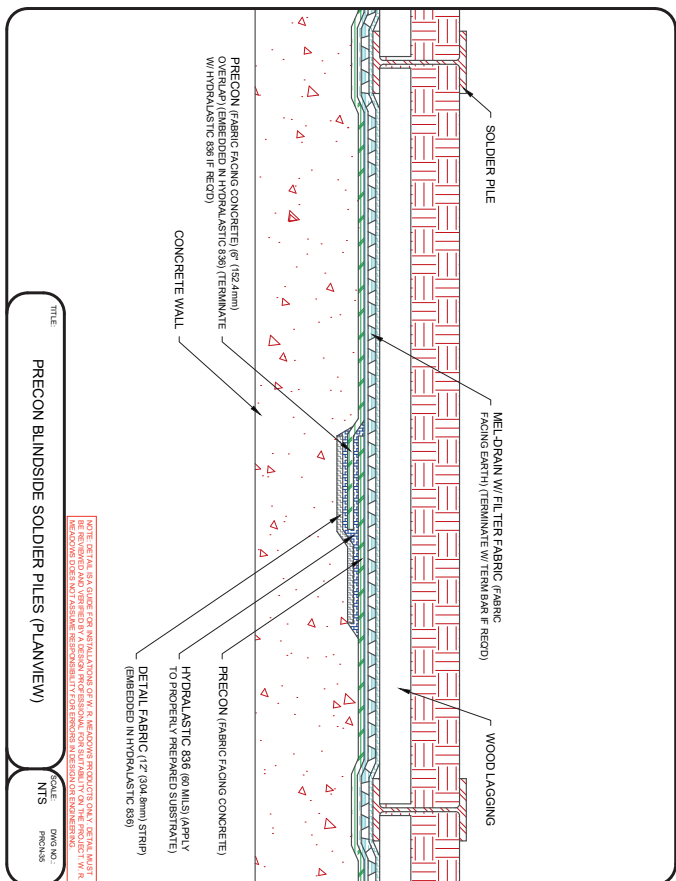 SOLDIER PILE
MEL-DRAIN W/ FILTER FABRIC (FABRIC
FACING EARTH) (TERMINATE W/ TERM BAR IF REQ'D)
WOOD LAGGING
PRECON (FABRIC FACING CONCRETE) (6" (152.4mm)
OVERLAP) (EMBEDDED IN HYDRALASTIC 836) (TERMINATE
W/ HYDRALASTIC 836 IF REQ'D)
CONCRETE WALL
PRECON (FABRIC FACING CONCRETE)
HYDRALASTIC 836 (60 MILS) (APPLY
TO PROPERLY PREPARED SUBSTRATE)
DETAIL FABRIC (12" (304.8mm) STRIP)
(EMBEDDED IN HYDRALASTIC 836)
NOTE: DETAIL IS A GUIDE FOR INSTALLATIONS OF W. R. MEADOWS PRODUCTS ONLY. DETAIL MUST
BE REVIEWED AND VERIFIED BY A DESIGN PROFESSIONAL FOR SUITABILITY ON THE PROJECT. W. R.
MEADOWS DOES NOT ASSUME RESPONSIBILITY FOR ERRORS IN DESIGN OR ENGINEERING.
TITLE:
PRECON BLINDSIDE SOLDIER PILES (PLANVIEW)
SCALE:
NTS
DWG NO.:
PRCN-35